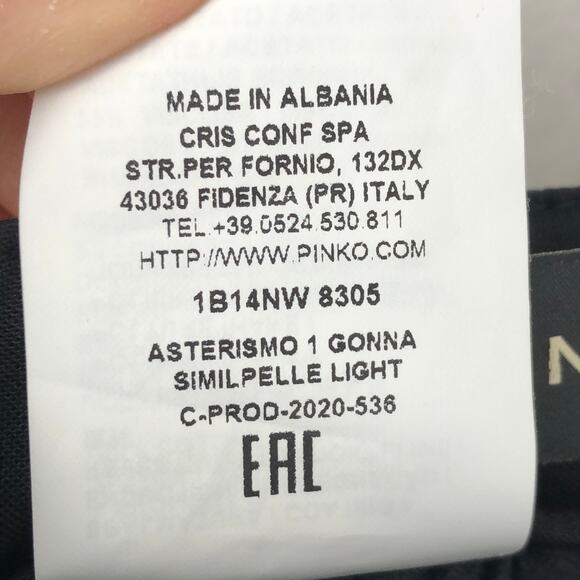 MADE IN ALBANIA
CRIS CONF SPA
STR.PER FORNIO, 132DX
43036 FIDENZA (PR) ITALY
TEL.+39.0524.530.811
HTTP://WWW.PINKO.COM
1B14NW 8305
ASTERISMO 1 GONNA
SIMILPELLE LIGHT
C-PROD-2020-536
EAC
N